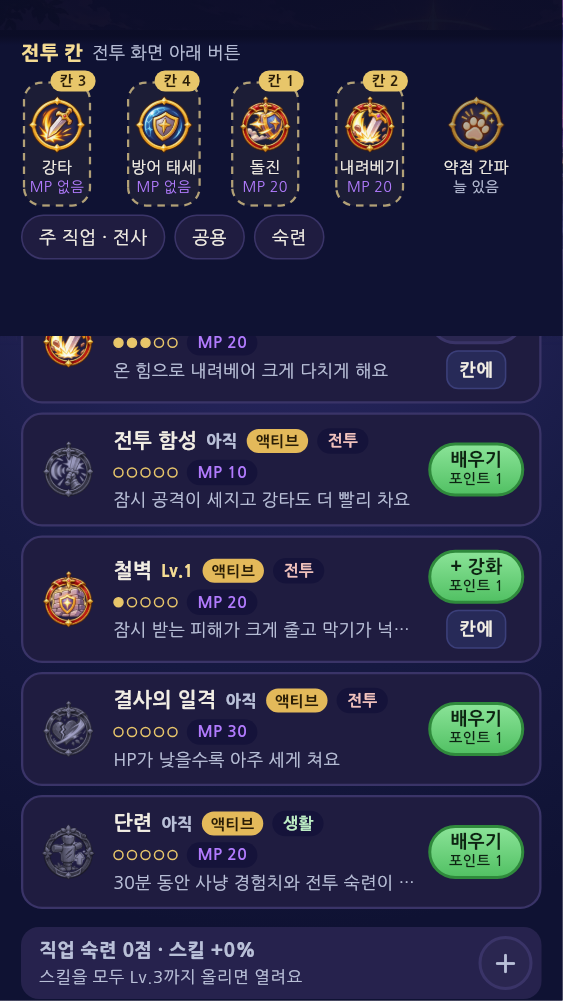 전투 칸 전투 화면 아래 버튼
칸 3 칸 4 칸 1 칸 2
강타 방어 태세 돌진 내려베기 약점 간파
MP 없음 MP 없음 MP 20 MP 20 늘 있음
주 직업 · 전사 공용 숙련
MP 20
온 힘으로 내려베어 크게 다치게 해요
칸에
전투 함성 아직 액티브 전투
MP 10
잠시 공격이 세지고 강타도 더 빨리 차요
배우기
포인트 1
철벽 Lv.1 액티브 전투
MP 20
잠시 받는 피해가 크게 줄고 막기가 넉…
+ 강화
포인트 1
칸에
결사의 일격 아직 액티브 전투
MP 30
HP가 낮을수록 아주 세게 쳐요
배우기
포인트 1
단련 아직 액티브 생활
MP 20
30분 동안 사냥 경험치와 전투 숙련이 …
배우기
포인트 1
직업 숙련 0점 · 스킬 +0%
스킬을 모두 Lv.3까지 올리면 열려요
+